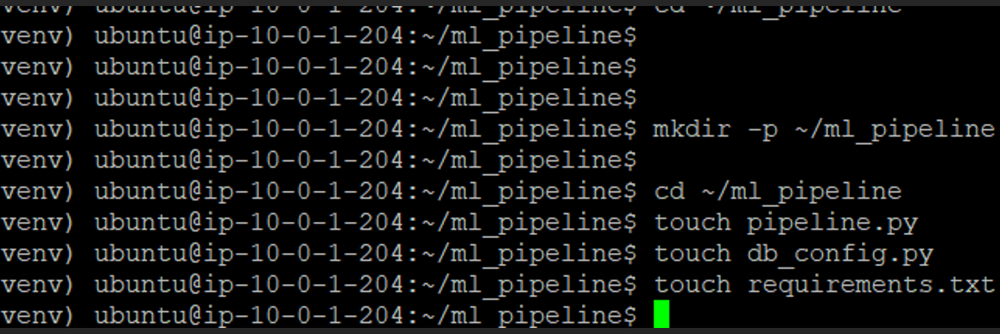 venv) ubuntu@ip-10-0-1-204:~/ml_pipeline$ cd ~/ml_pipeline
venv) ubuntu@ip-10-0-1-204:~/ml_pipeline$
venv) ubuntu@ip-10-0-1-204:~/ml_pipeline$
venv) ubuntu@ip-10-0-1-204:~/ml_pipeline$
venv) ubuntu@ip-10-0-1-204:~/ml_pipeline$ mkdir -p ~/ml_pipeline
venv) ubuntu@ip-10-0-1-204:~/ml_pipeline$
venv) ubuntu@ip-10-0-1-204:~/ml_pipeline$ cd ~/ml_pipeline
venv) ubuntu@ip-10-0-1-204:~/ml_pipeline$ touch pipeline.py
venv) ubuntu@ip-10-0-1-204:~/ml_pipeline$ touch db_config.py
venv) ubuntu@ip-10-0-1-204:~/ml_pipeline$ touch requirements.txt
venv) ubuntu@ip-10-0-1-204:~/ml_pipeline$